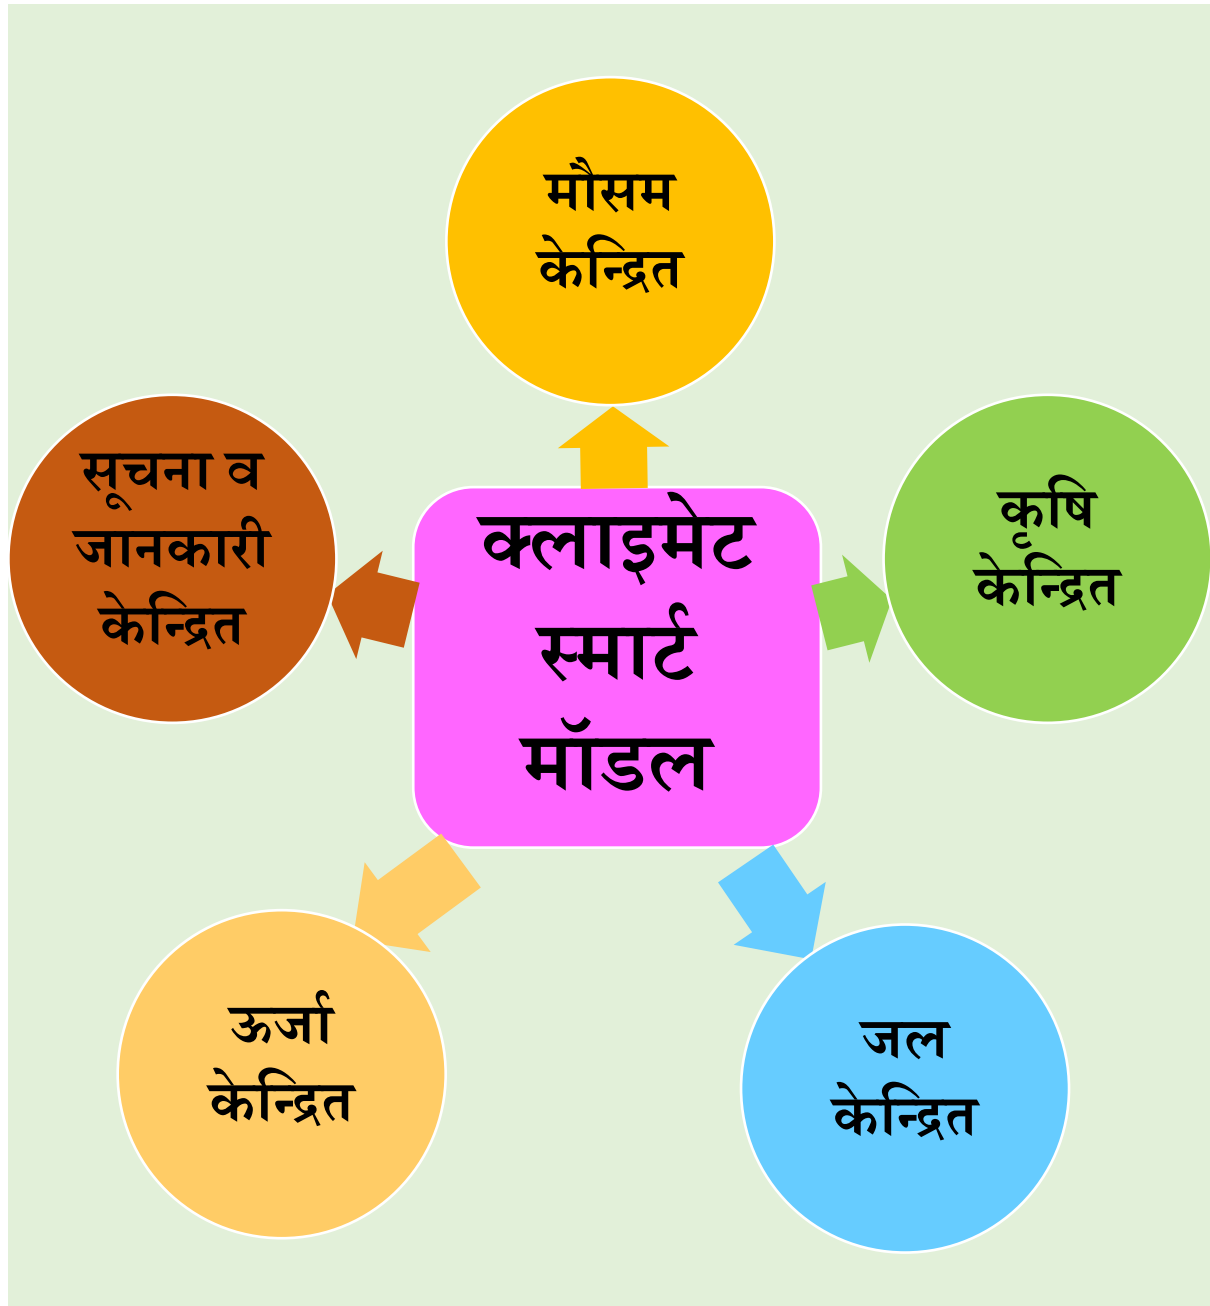 मौसम
केन्द्रित
सूचना व
जानकारी
केन्द्रित
क्लाइमेट
स्मार्ट
मॉडल
कृषि
केन्द्रित
ऊर्जा
केन्द्रित
जल
केन्द्रित